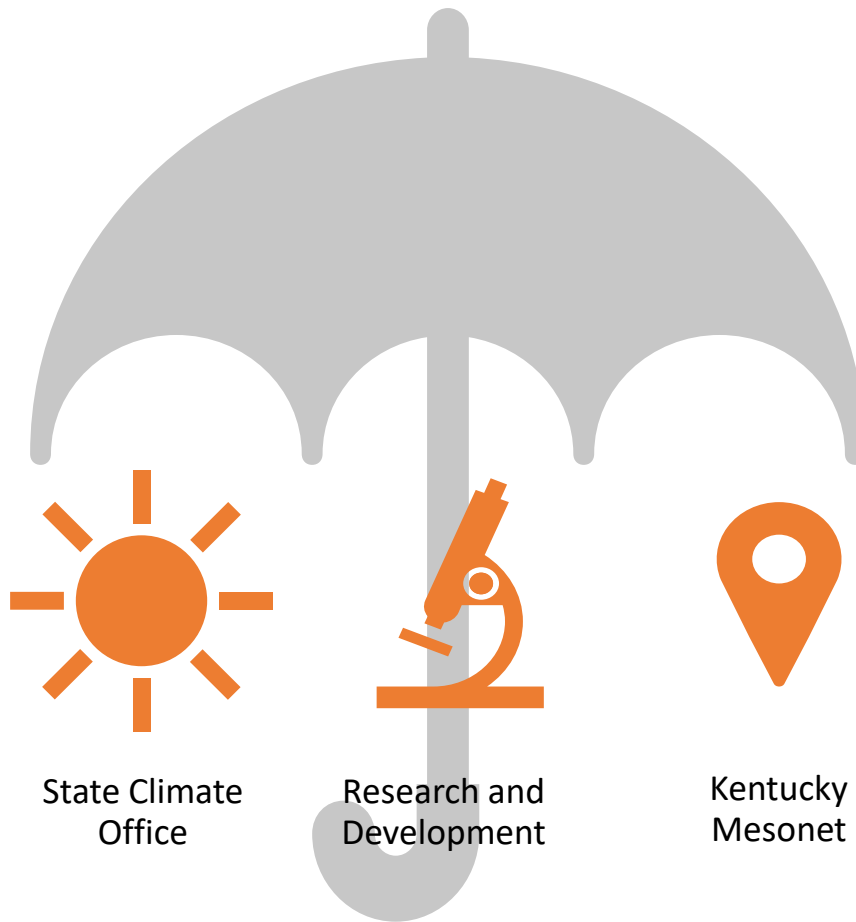 State Climate
Office
Research and
Development
Kentucky
Mesonet